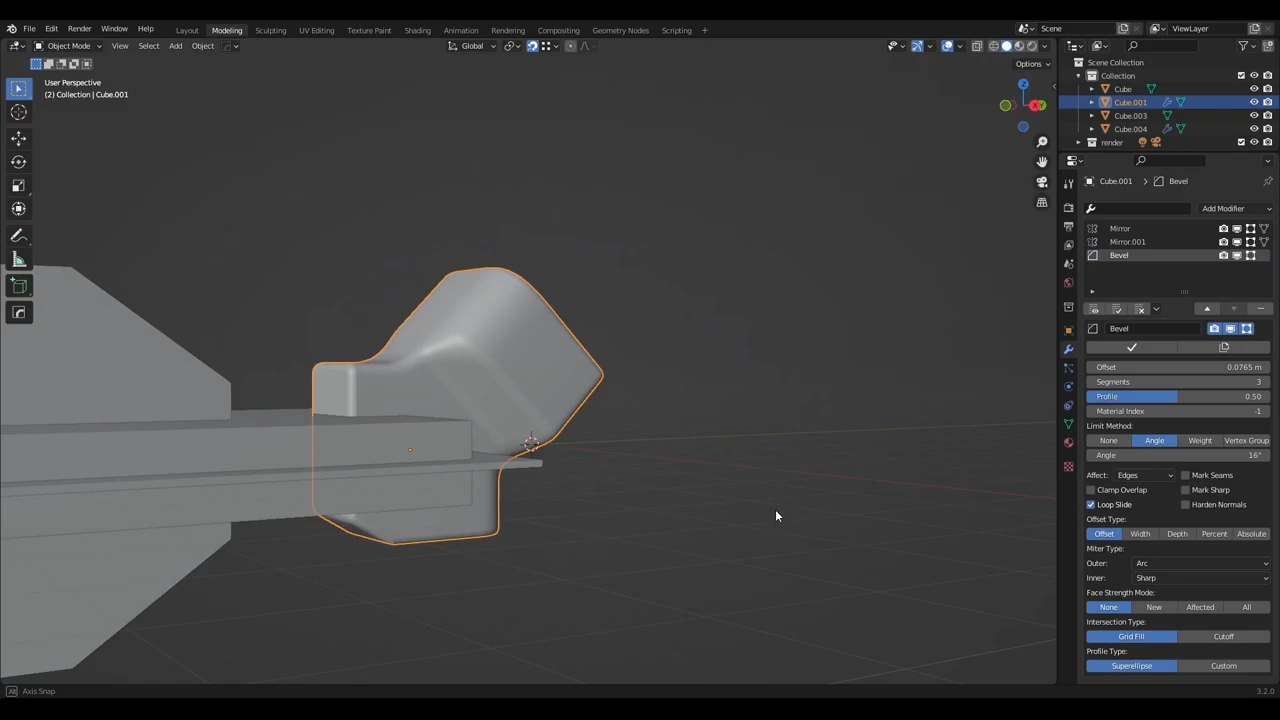 File Edit Render Window Help Layout Modeling Sculpting UV Editing Texture Paint Shading Animation Rendering Compositing Geometry Nodes Scripting + Scene ViewLayer
Object Mode View Select Add Object Global
Options
User Perspective
(2) Collection | Cube.001
Z
X
Y
Scene Collection
Collection
Cube
Cube.001
Cube.003
Cube.004
render
Cube.001 > Bevel
Add Modifier
Mirror
Mirror.001
Bevel
Bevel
Offset 0.0765 m
Segments 3
Profile 0.50
Material Index -1
Limit Method:
None Angle Weight Vertex Group
Angle 16°
Affect: Edges Mark Seams
Clamp Overlap Mark Sharp
Loop Slide Harden Normals
Offset Type:
Offset Width Depth Percent Absolute
Miter Type:
Outer: Arc
Inner: Sharp
Face Strength Mode:
None New Affected All
Intersection Type:
Grid Fill Cutoff
Profile Type:
Superellipse Custom
Alt Axis Snap
3.2.0